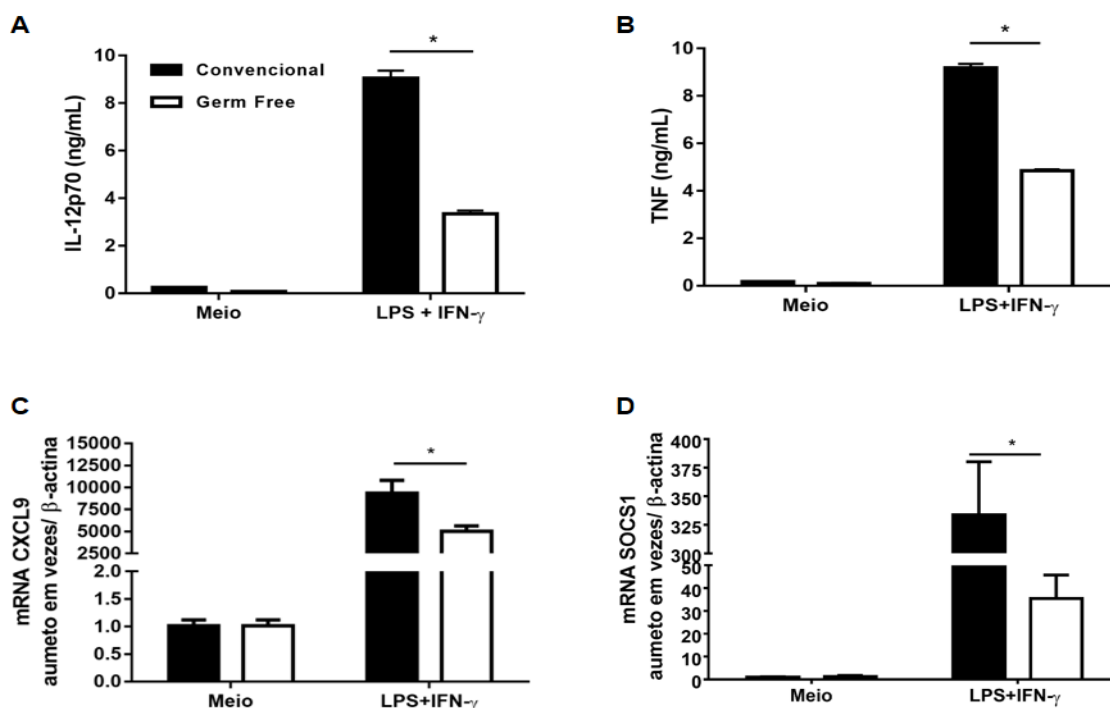 A
*
10
8
6
4
2
0
IL-12p70 (ng/mL)
Convencional
Germ Free
Meio
LPS + IFN-γ
B
*
10
8
6
4
2
0
TNF (ng/mL)
Meio
LPS+IFN-γ
C
*
15000
12500
10000
7500
5000
2500
2.0
1.5
1.0
0.5
0.0
mRNA CXCL9
aumeto em vezes/ β-actina
Meio
LPS+IFN-γ
D
*
400
375
350
325
300
50
40
30
20
10
0
mRNA SOCS1
aumeto em vezes/ β-actina
Meio
LPS+IFN-γ